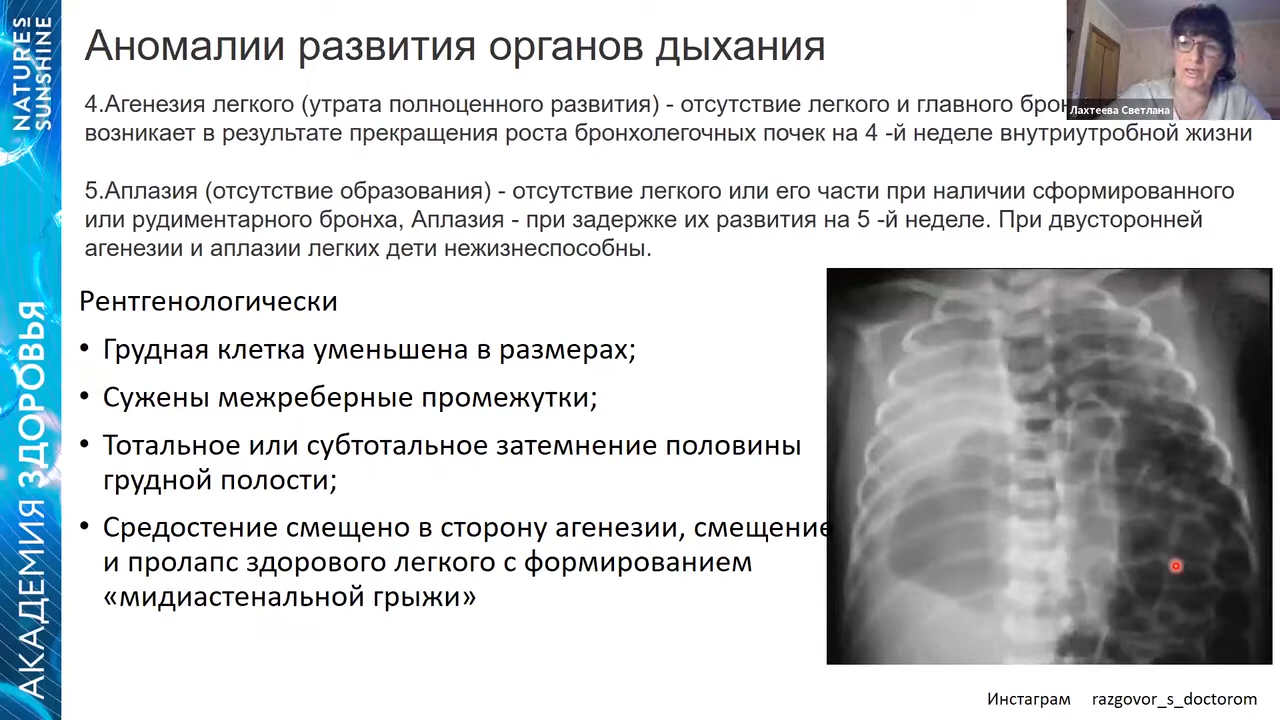 NATURE'S
SUNSHINE
АКАДЕМИЯ ЗДОРОВЬЯ
Аномалии развития органов дыхания
Лахтеева Светлана
4.Агенезия легкого (утрата полноценного развития) - отсутствие легкого и главного
возникает в результате прекращения роста бронхолегочных почек на 4 -й неделе внутриутробной жизни
5.Аплазия (отсутствие образования) - отсутствие легкого или его части при наличии сформированного
или рудиментарного бронха, Аплазия - при задержке их развития на 5 -й неделе. При двусторонней
агенезии и аплазии легких дети нежизнеспособны.
Рентгенологически
• Грудная клетка уменьшена в размерах;
• Сужены межреберные промежутки;
• Тотальное или субтотальное затемнение половины
грудной полости;
• Средостение смещено в сторону агенезии, смещение
и пролапс здорового легкого с формированием
«мидиастенальной грыжи»
Инстаграм razgovor_s_doctorom